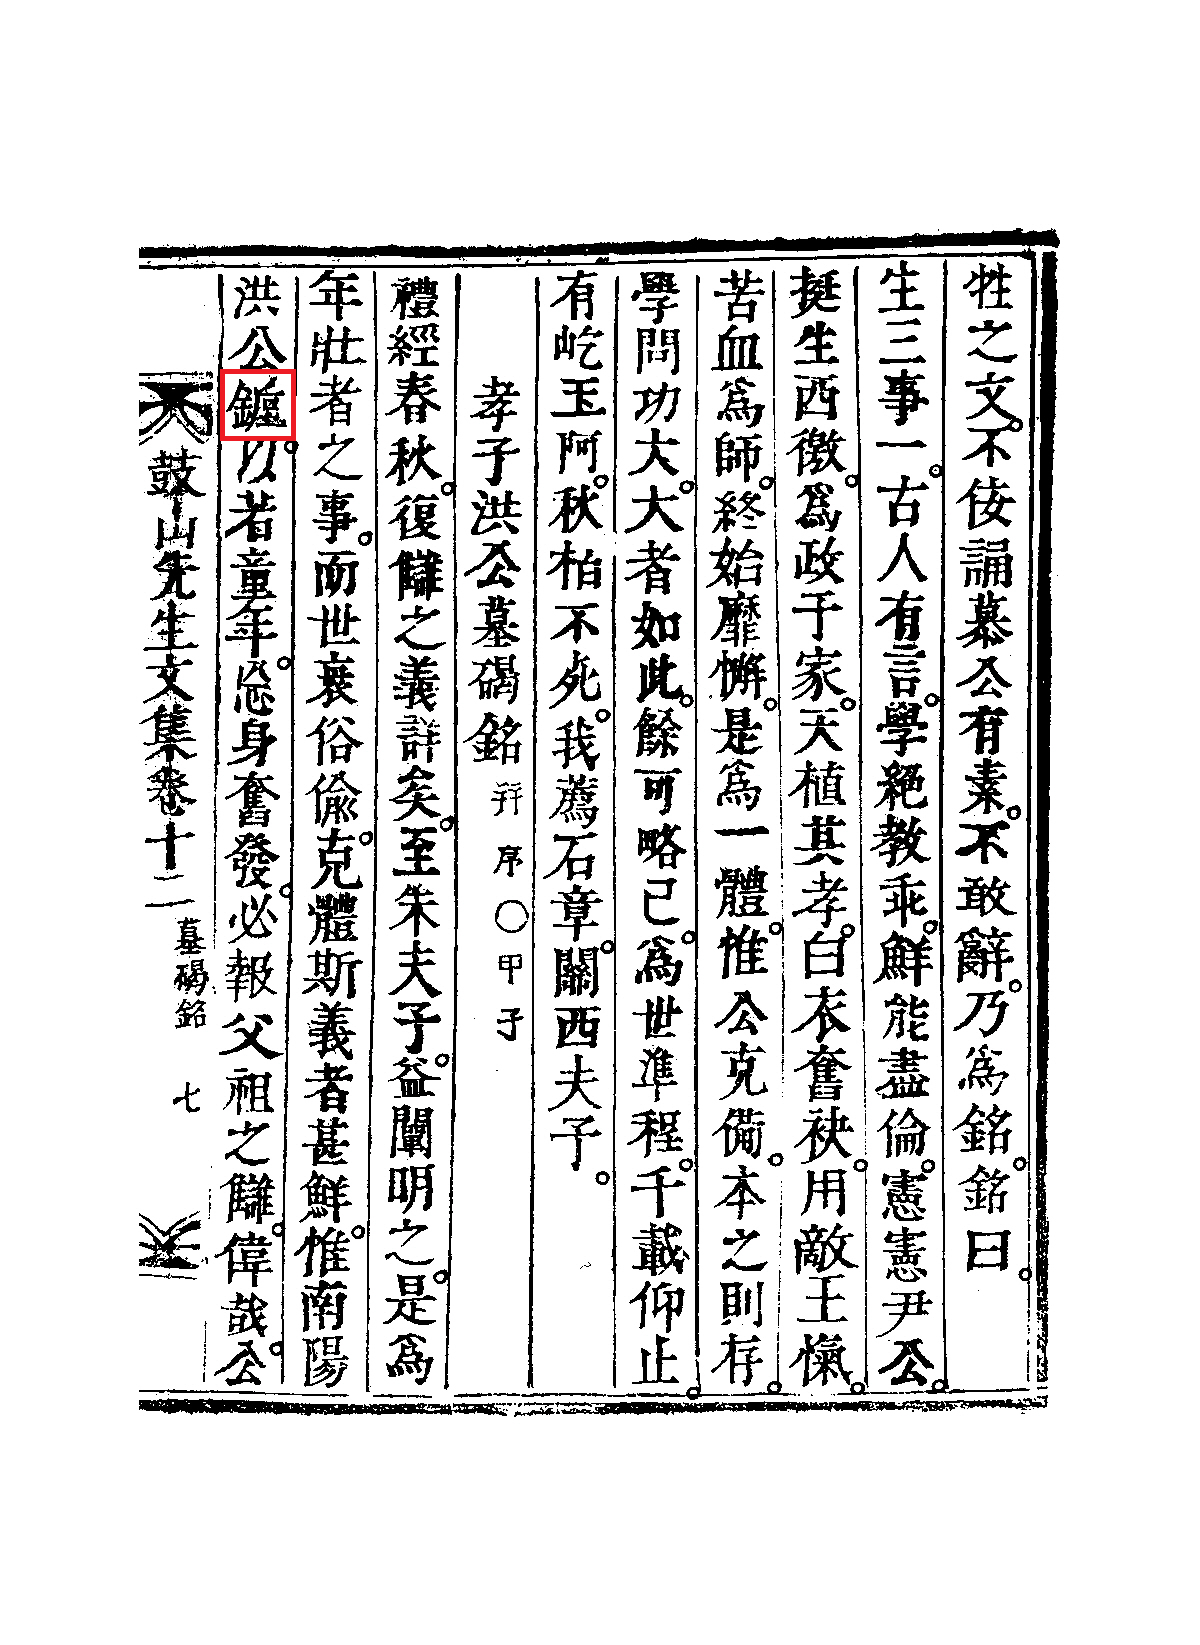 牲之文。不佞誦慕公有素。不敢辭。乃爲銘。銘曰。
生三事一。古人有言。學絕教乖。鮮能盡倫。憲憲尹公。
挺生西徼。爲政于家。天植其孝。白衣奮袂。用敵王愾。
苦血爲師。終始靡懈。是爲一體。惟公克備。本之則存。
學問功大。大者如此。餘可略已。爲世準程。千載仰止。
有屹玉阿。秋柏不死。我薦石章。關西夫子。
孝子洪公墓碣銘 幷序○甲子
禮經春秋。復讎之義詳矣。至朱夫子。益闡明之。是爲
年壯者之事。而世衰俗偸。克體斯義者甚鮮。惟南陽
洪公。以若童年。忘身奮發。必報父祖之讎。偉哉。公
鼓山先生文集卷十二 墓碣銘 七